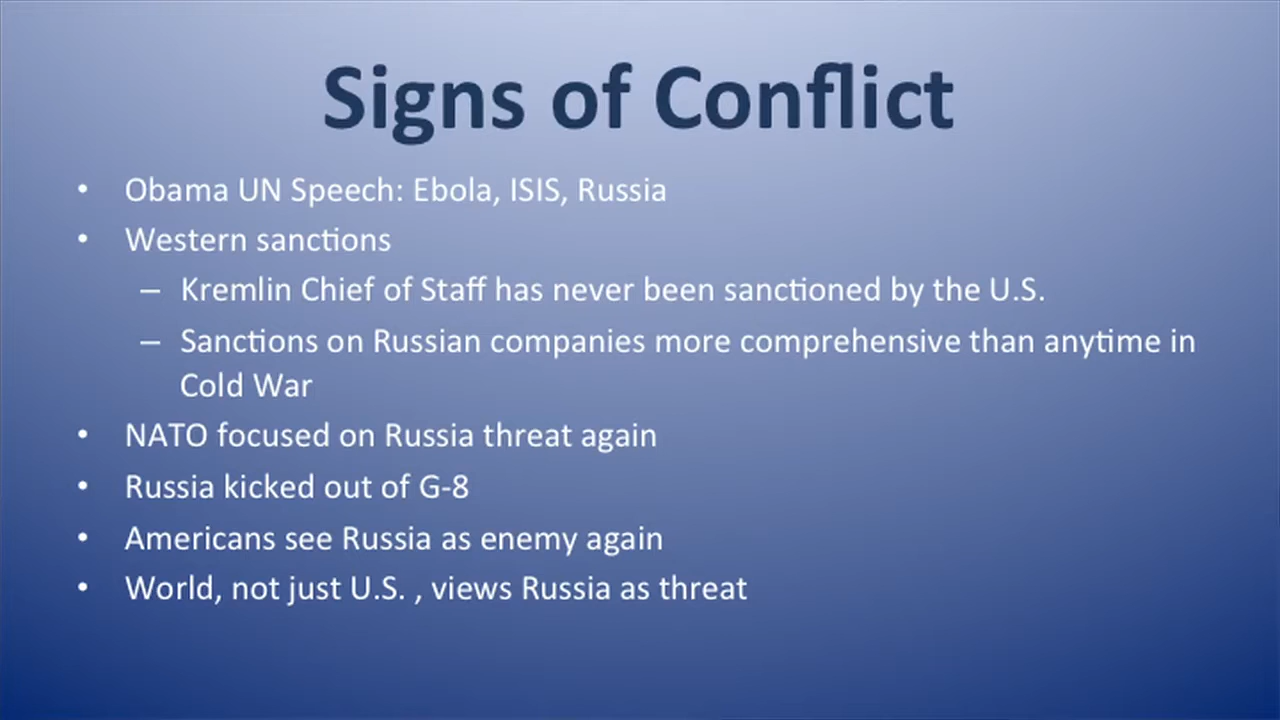 Signs of Conflict
• Obama UN Speech: Ebola, ISIS, Russia
• Western sanctions
– Kremlin Chief of Staff has never been sanctioned by the U.S.
– Sanctions on Russian companies more comprehensive than anytime in
Cold War
• NATO focused on Russia threat again
• Russia kicked out of G-8
• Americans see Russia as enemy again
• World, not just U.S. , views Russia as threat